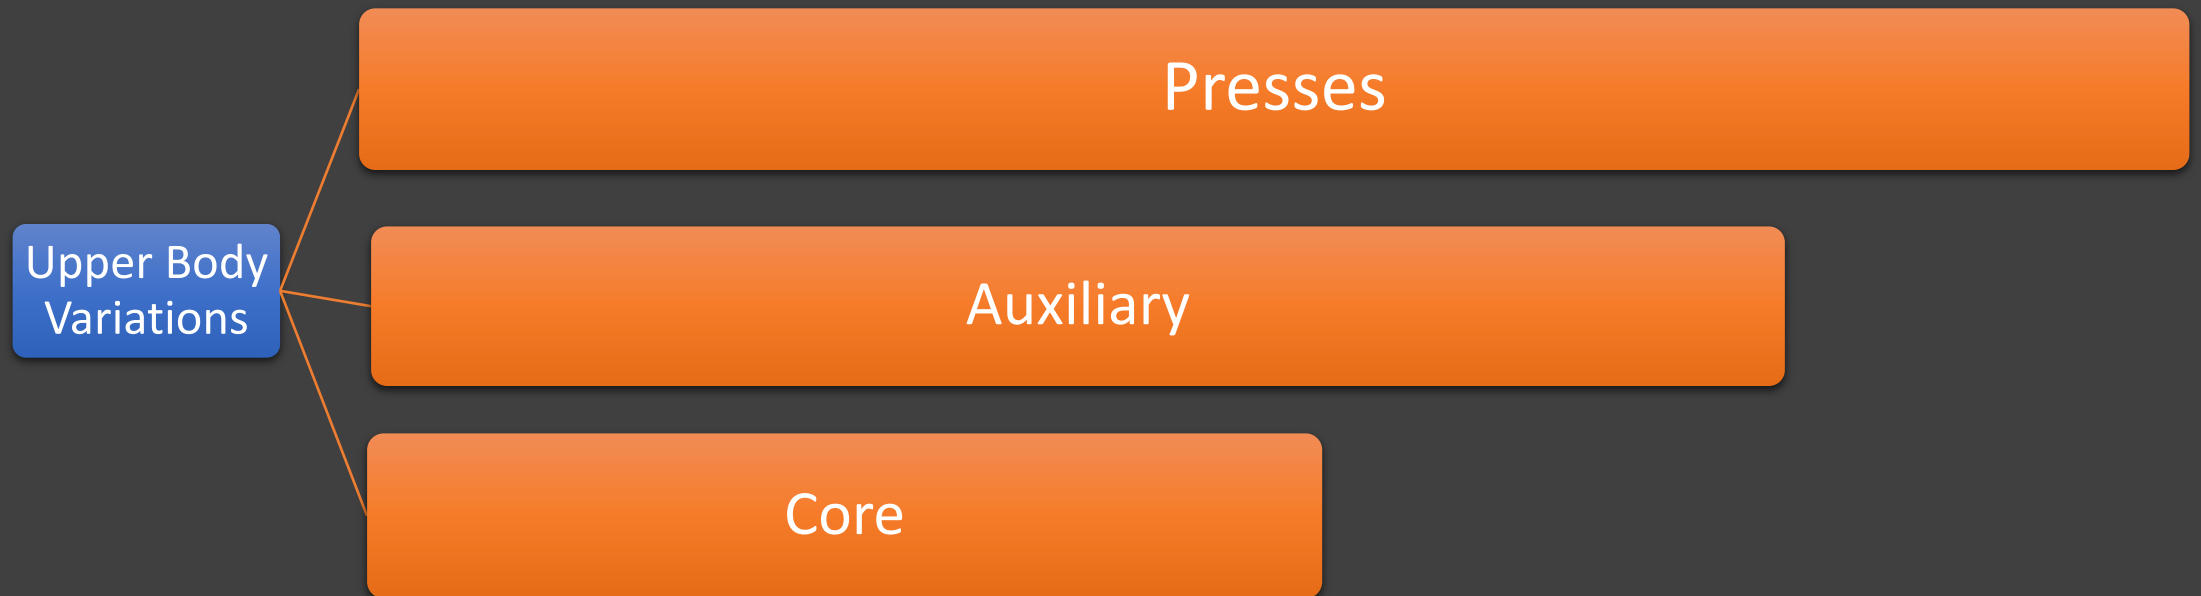 Presses
Upper Body
Variations
Auxiliary
Core